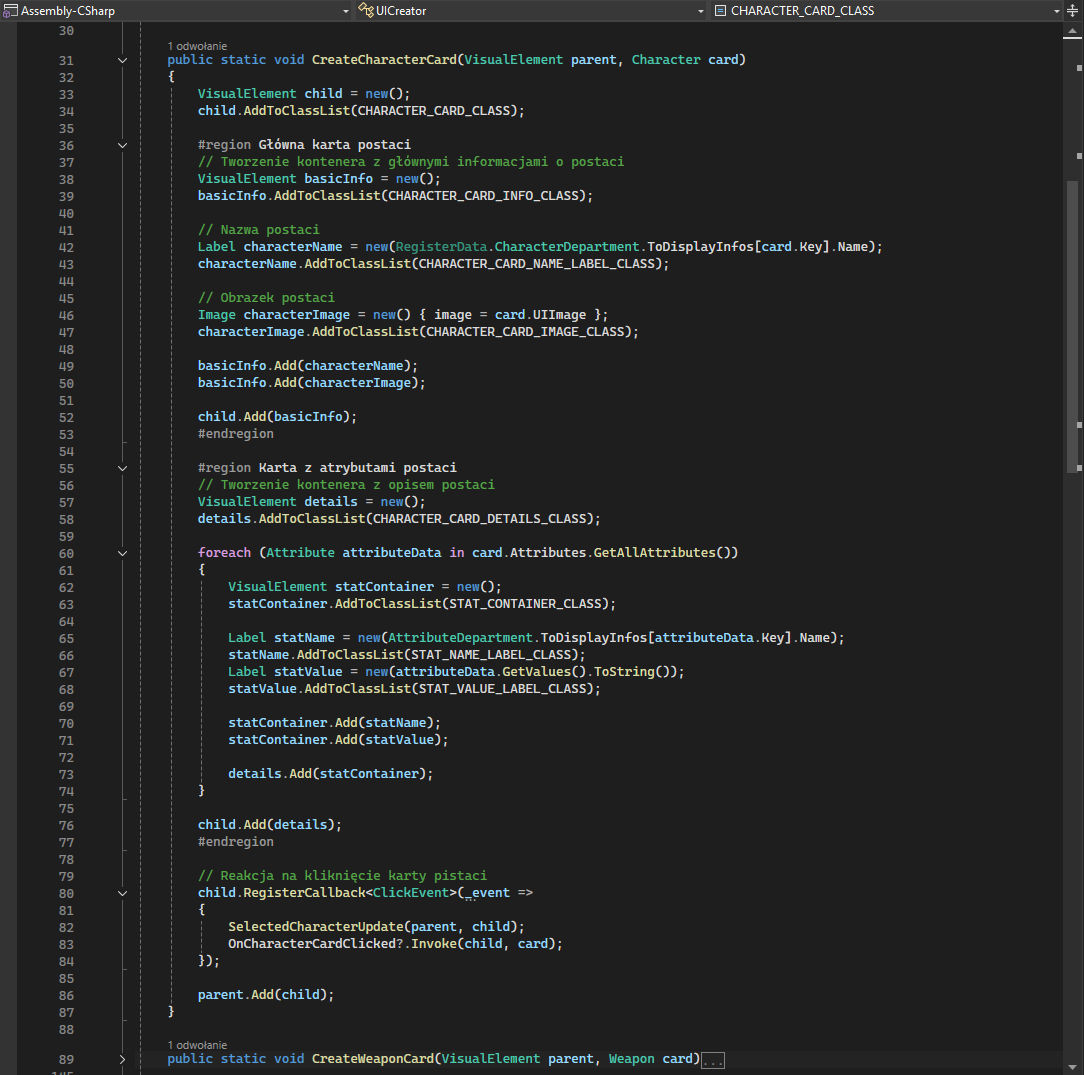 Assembly-CSharp UICreator CHARACTER_CARD_CLASS
30
1 odwołanie
31 public static void CreateCharacterCard(VisualElement parent, Character card)
32 {
33 VisualElement child = new();
34 child.AddToClassList(CHARACTER_CARD_CLASS);
35
36 #region Główna karta postaci
37 // Tworzenie kontenera z głównymi informacjami o postaci
38 VisualElement basicInfo = new();
39 basicInfo.AddToClassList(CHARACTER_CARD_INFO_CLASS);
40
41 // Nazwa postaci
42 Label characterName = new(RegisterData.CharacterDepartment.ToDisplayInfos[card.Key].Name);
43 characterName.AddToClassList(CHARACTER_CARD_NAME_LABEL_CLASS);
44
45 // Obrazek postaci
46 Image characterImage = new() { image = card.UIImage };
47 characterImage.AddToClassList(CHARACTER_CARD_IMAGE_CLASS);
48
49 basicInfo.Add(characterName);
50 basicInfo.Add(characterImage);
51
52 child.Add(basicInfo);
53 #endregion
54
55 #region Karta z atrybutami postaci
56 // Tworzenie kontenera z opisem postaci
57 VisualElement details = new();
58 details.AddToClassList(CHARACTER_CARD_DETAILS_CLASS);
59
60 foreach (Attribute attributeData in card.Attributes.GetAllAttributes())
61 {
62 VisualElement statContainer = new();
63 statContainer.AddToClassList(STAT_CONTAINER_CLASS);
64
65 Label statName = new(AttributeDepartment.ToDisplayInfos[attributeData.Key].Name);
66 statName.AddToClassList(STAT_NAME_LABEL_CLASS);
67 Label statValue = new(attributeData.GetValues().ToString());
68 statValue.AddToClassList(STAT_VALUE_LABEL_CLASS);
69
70 statContainer.Add(statName);
71 statContainer.Add(statValue);
72
73 details.Add(statContainer);
74 }
75
76 child.Add(details);
77 #endregion
78
79 // Reakcja na kliknięcie karty pistaci
80 child.RegisterCallback<ClickEvent>(_event =>
81 {
82 SelectedCharacterUpdate(parent, child);
83 OnCharacterCardClicked?.Invoke(child, card);
84 });
85
86 parent.Add(child);
87 }
88
1 odwołanie
89 public static void CreateWeaponCard(VisualElement parent, Weapon card)...